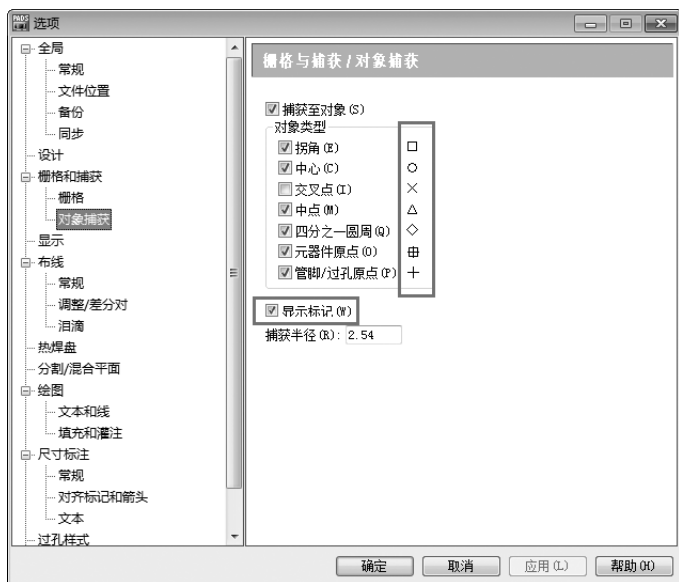 PADS
选项
全局
常规
文件位置
备份
同步
设计
栅格和捕获
栅格
对象捕获
显示
布线
常规
调整/差分对
泪滴
热焊盘
分割/混合平面
绘图
文本和线
填充和灌注
尺寸标注
常规
对齐标记和箭头
文本
过孔样式
栅格与捕获/对象捕获
捕获至对象(S)
对象类型
拐角(E)
中心(C)
交叉点(I)
中点(M)
四分之一圆周(Q)
元器件原点(O)
管脚/过孔原点(P)
显示标记(W)
捕获半径(R): 2.54
确定 取消 应用(L) 帮助(H)